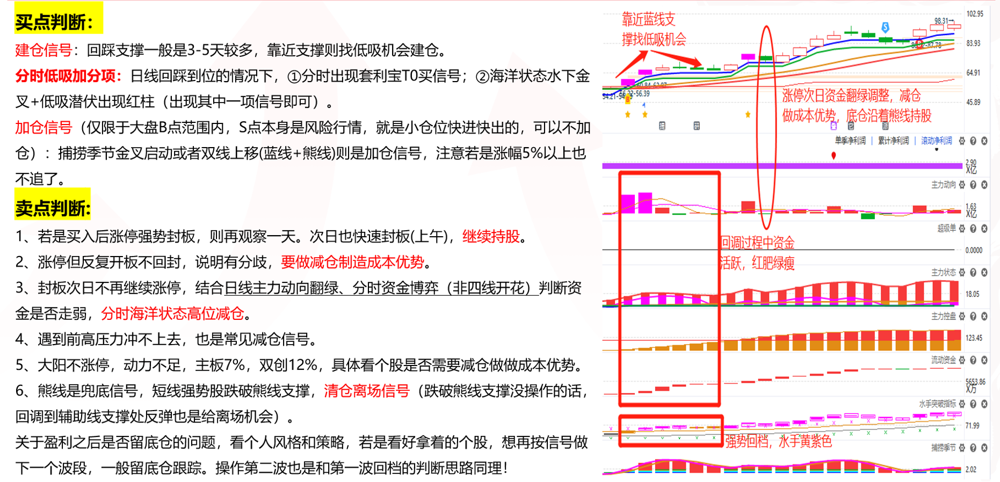 买点判断：
建仓信号：回踩支撑一般是3-5天较多，靠近支撑则找低吸机会建仓。
分时低吸加分项：日线回踩到位的情况下，①分时出现套利宝T0买信号；②海洋状态水下金
叉+低吸潜伏出现红柱（出现其中一项信号即可）。
加仓信号（仅限于大盘B点范围内，S点本身是风险行情，就是小仓位快进快出的，可以不加
仓）：捕捞季节金叉启动或者双线上移(蓝线+熊线)则是加仓信号，注意若是涨幅5%以上也
不追了。
卖点判断:
1、若是买入后涨停强势封板，则再观察一天。次日也快速封板(上午)，继续持股。
2、涨停但反复开板不回封，说明有分歧，要做减仓制造成本优势。
3、封板次日不再继续涨停，结合日线主力动向翻绿、分时资金博弈（非四线开花）判断资
金是否走弱，分时海洋状态高位减仓。
4、遇到前高压力冲不上去，也是常见减仓信号。
5、大阳不涨停，动力不足，主板7%，双创12%，具体看个股是否需要减仓做做成本优势。
6、熊线是兜底信号，短线强势股跌破熊线支撑，清仓离场信号（跌破熊线支撑没操作的话，
回调到辅助线支撑处反弹也是给离场机会）。
关于盈利之后是否留底仓的问题，看个人风格和策略，若是看好拿着的个股，想再按信号做
下一个波段，一般留底仓跟踪。操作第二波也是和第一波回档的判断思路同理！
靠近蓝线支
撑找低吸机会
98.31
102.95
83.93
64.91
45.89
S
B
涨停次日资金翻绿调整，减仓
做成本优势，底仓沿着熊线持股
单季净利润 | 累计净利润 | 滚动净利润
2.90
X亿
主力动向
1.63
X亿
超级单
0.0000
回调过程中资金
活跃，红肥绿瘦
主力状态
18.05
主力控盘
123.45
流动资金
5653.86
X万
水手突破指标
71.99
强势回档，水手黄紫色
捕捞季节
2.02